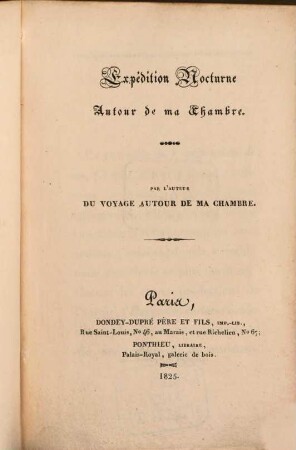 Expédition Nocturne
Autour de ma Chambre.
PAR L'AUTEUR
DU VOYAGE AUTOUR DE MA CHAMBRE.
Paris,
DONDEY-DUPRÉ PÈRE ET FILS, IMP.-LIB.,
Rue Saint-Louis, No 46, au Marais, et rue Richelieu, No 67;
PONTHIEU, LIBRAIRE,
Palais-Royal, galerie de bois.
1825.